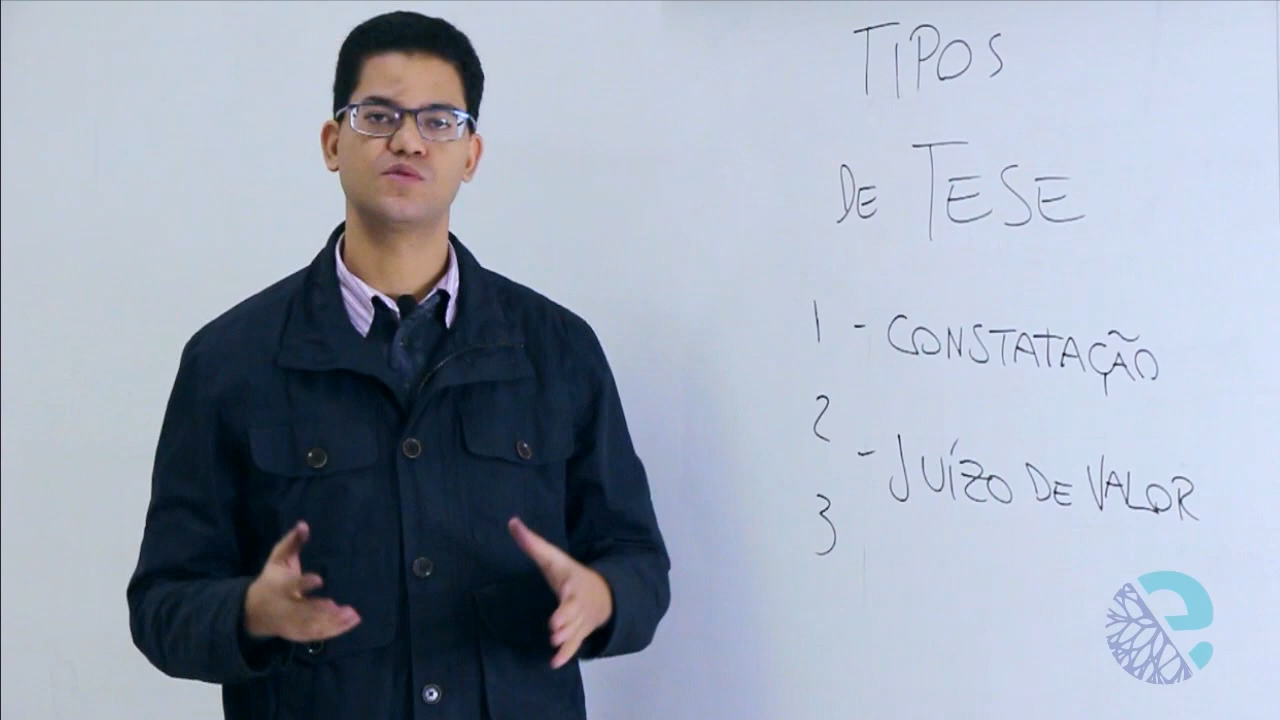 TIPOS
DE TESE
1 - CONSTATAÇÃO
2 - JUÍZO DE VALOR
3
e